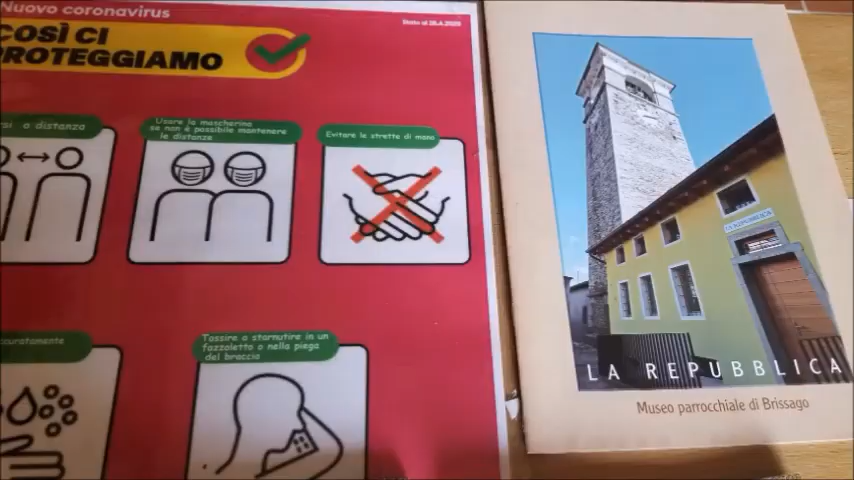 Nuovo coronavirus
Stato al 28.4.2020
COSÌ CI
PROTEGGIAMO
a distanza
Usare la mascherina
se non è possibile mantenere
le distanze
Evitare le strette di mano
Tossire o starnutire in un
fazzoletto o nella piega
del braccio
LA REPUBBLICA
Museo parrocchiale di Brissago